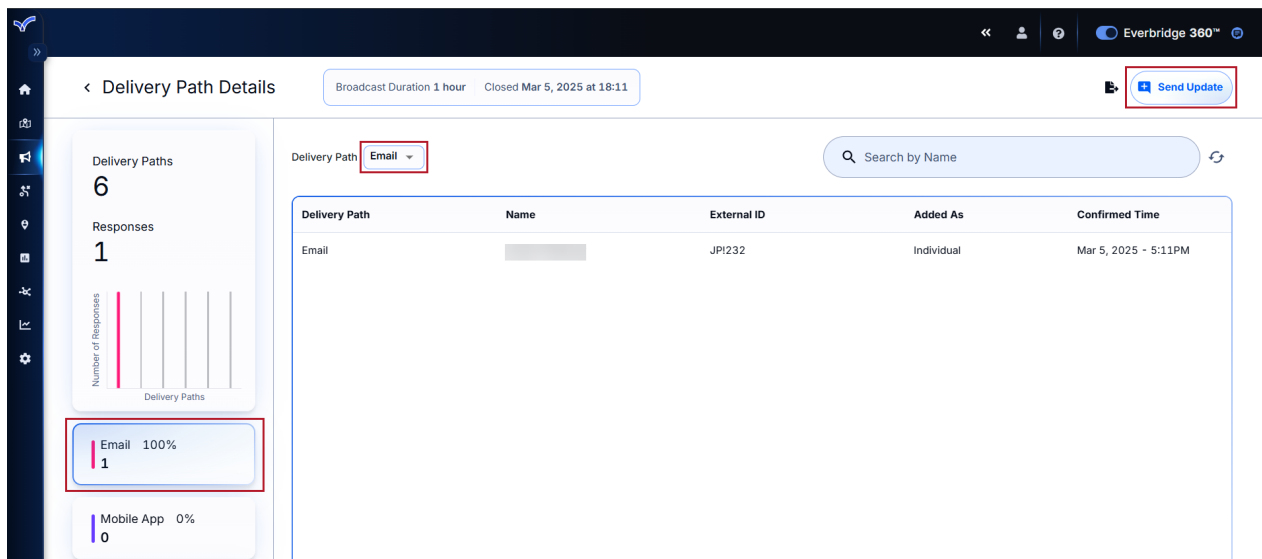 Everbridge 360™
Delivery Path Details
Broadcast Duration 1 hour Closed Mar 5, 2025 at 18:11
Send Update
Delivery Paths
6
Responses
1
Number of Responses
Delivery Paths
Email 100%
1
Mobile App 0%
0
Delivery Path Email
Search by Name
Delivery Path Name External ID Added As Confirmed Time
Email JP!232 Individual Mar 5, 2025 - 5:11PM